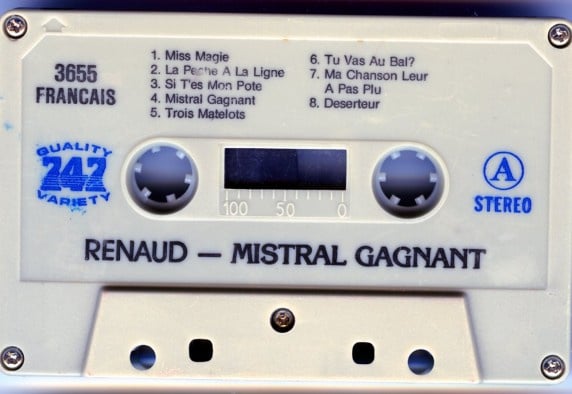 3655
FRANCAIS
1. Miss Magie
2. La Peche A La Ligne
3. Si T'es Mon Pote
4. Mistral Gagnant
5. Trois Matelots
6. Tu Vas Au Bal?
7. Ma Chanson Leur
A Pas Plu
8. Deserteur
QUALITY
747
VARIETY
100 50 0
A
STEREO
RENAUD — MISTRAL GAGNANT